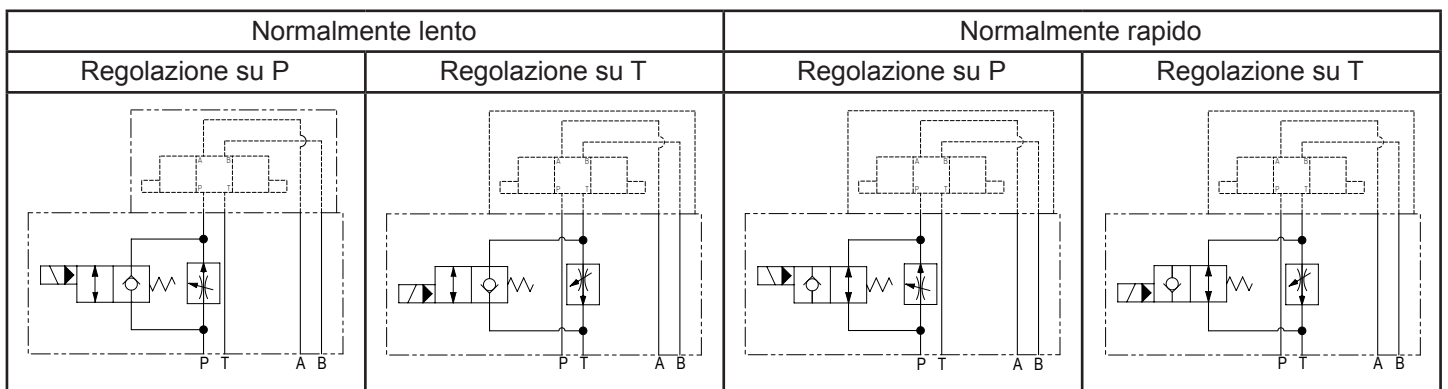 Normalmente lento Normalmente rapido
Regolazione su P Regolazione su T Regolazione su P Regolazione su T
A B A B A B A B
P T P T P T P T
P T A B P T A B P T A B P T A B